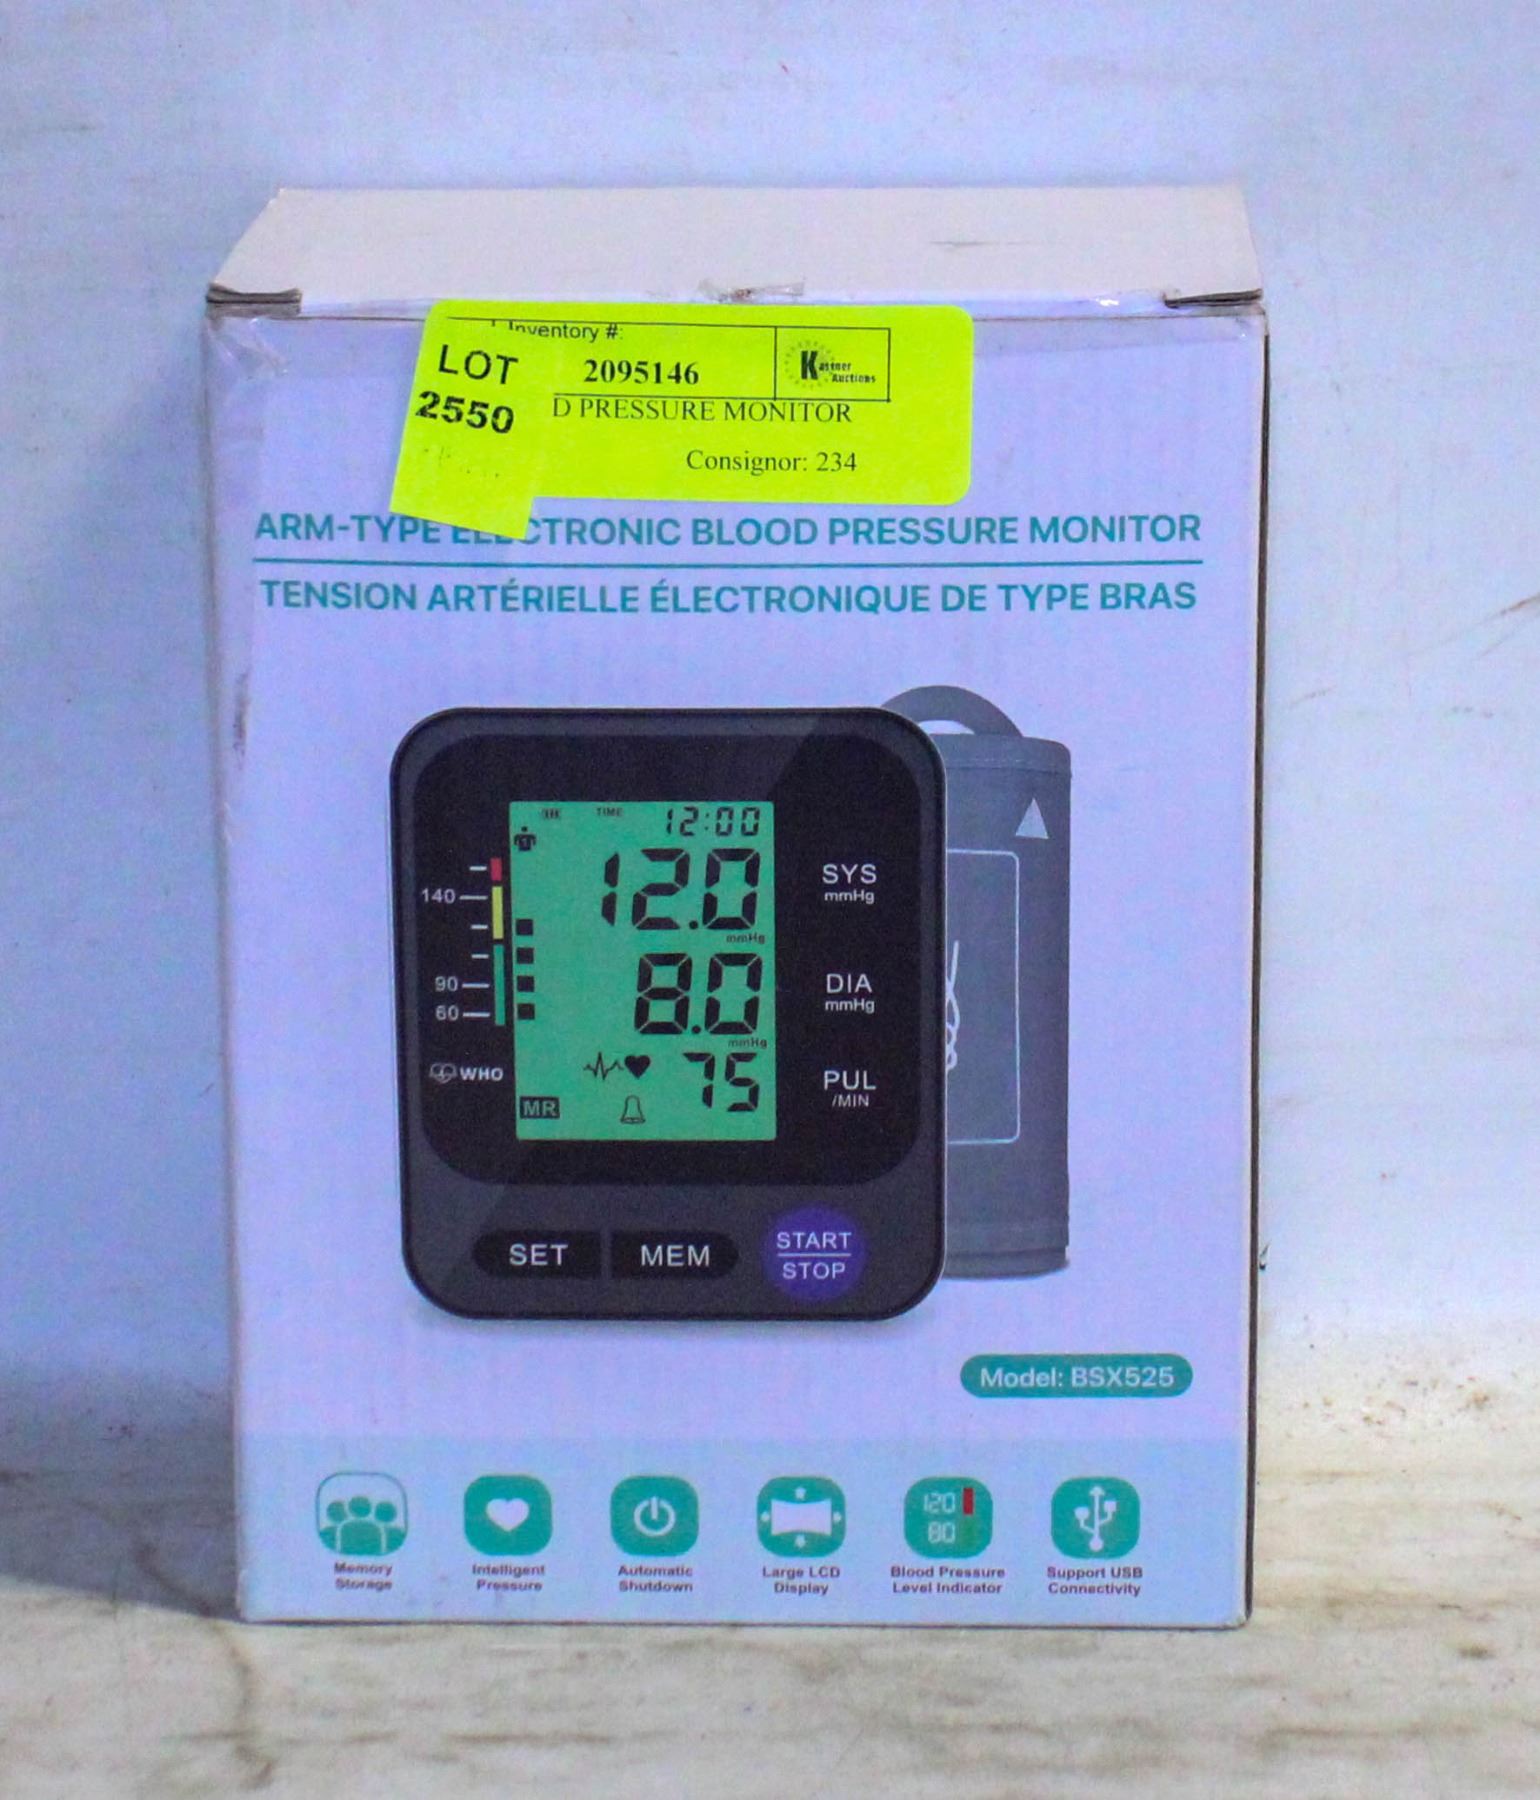 Inventory #:
LOT
2550
2095146
Kastner
Auctions
D PRESSURE MONITOR
Consignor: 234
ARM-TYPE ELECTRONIC BLOOD PRESSURE MONITOR
TENSION ARTÉRIELLE ÉLECTRONIQUE DE TYPE BRAS
TIME 12:00
12.0
mmHg
SYS
mmHg
8.0
mmHg
DIA
mmHg
75
PUL
/MIN
140
90
60
WHO
MR
SET
MEM
START
STOP
Model: BSX525
Memory
Storage
Intelligent
Pressure
Automatic
Shutdown
Large LCD
Display
120
80
Blood Pressure
Level Indicator
Support USB
Connectivity